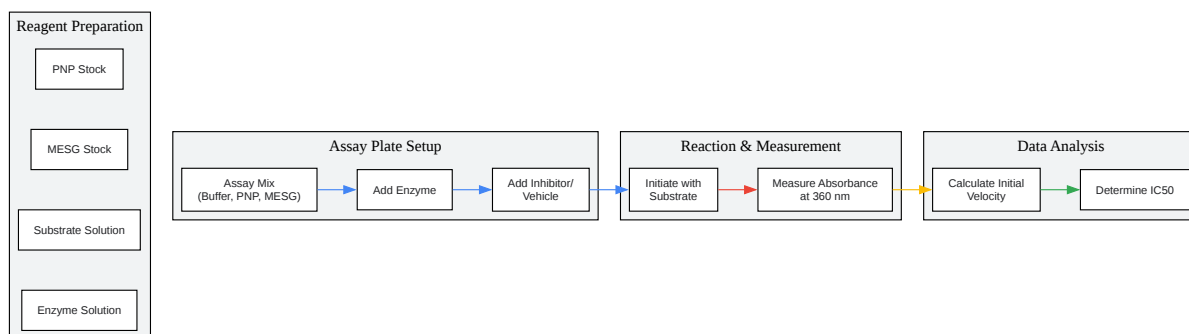 Reagent Preparation
PNP Stock
MESG Stock
Substrate Solution
Enzyme Solution
Assay Plate Setup
Assay Mix
(Buffer, PNP, MESG)
Add Enzyme
Add Inhibitor/
Vehicle
Reaction & Measurement
Initiate with
Substrate
Measure Absorbance
at 360 nm
Data Analysis
Calculate Initial
Velocity
Determine IC50